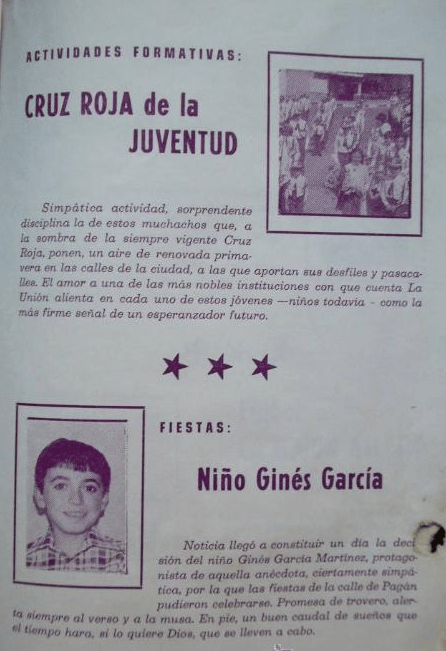 ACTIVIDADES FORMATIVAS:
CRUZ ROJA de la
JUVENTUD
Simpática actividad, sorprendente
disciplina la de estos muchachos que, a
la sombra de la siempre vigente Cruz
Roja, ponen, un aire de renovada prima-
vera en las calles de la ciudad, a las que aportan sus desfiles y pasaca-
lles. El amor a una de las más nobles instituciones con que cuenta La
Unión alienta en cada uno de estos jóvenes —niños todavia - como la
más firme señal de un esperanzador futuro.
FIESTAS:
Niño Ginés García
Noticia llegó a constituir un día la deci
sión del niño Ginés García Martínez, protago-
nista de aquella anécdota, ciertamente simpá-
tica, por la que las fiestas de la calle de Pagán
pudieron celebrarse. Promesa de trovero, aler-
ta siempre al verso y a la musa. En pie, un buen caudal de sueños que
el tiempo hara, si lo quiere Dios, que se lleven a cabo.